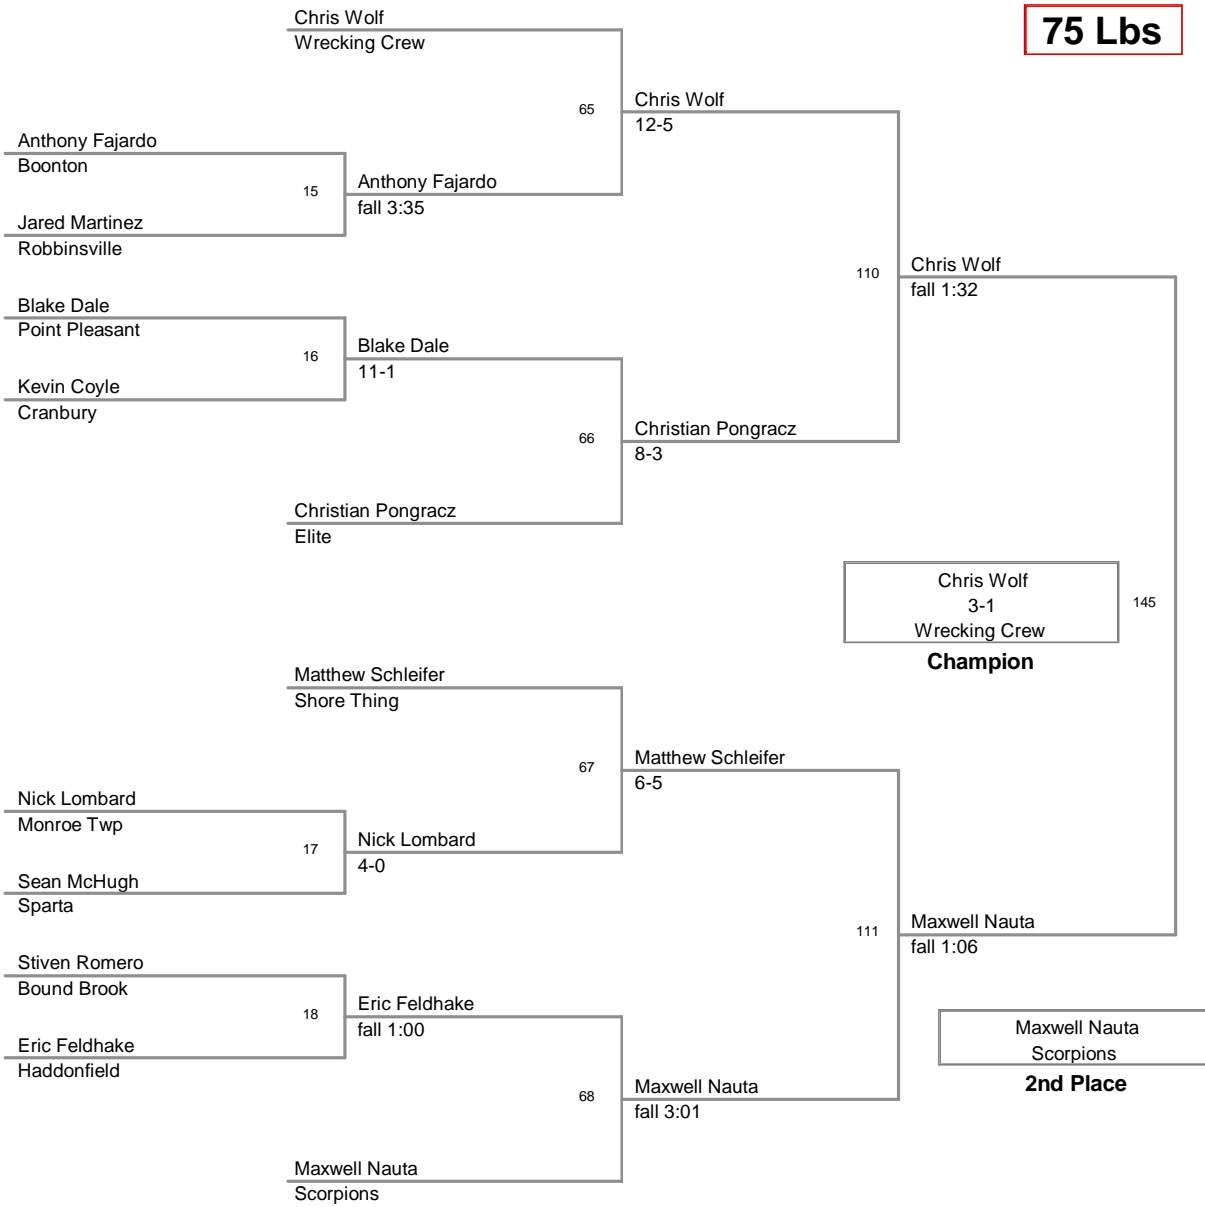 Chris Wolf
Wrecking Crew
75 Lbs
65
Chris Wolf
12-5
Anthony Fajardo
Boonton
15
Anthony Fajardo
fall 3:35
Jared Martinez
Robbinsville
110
Chris Wolf
fall 1:32
Blake Dale
Point Pleasant
16
Blake Dale
11-1
Kevin Coyle
Cranbury
66
Christian Pongracz
8-3
Christian Pongracz
Elite
Chris Wolf
3-1
Wrecking Crew
145
Champion
Matthew Schleifer
Shore Thing
67
Matthew Schleifer
6-5
Nick Lombard
Monroe Twp
17
Nick Lombard
4-0
Sean McHugh
Sparta
111
Maxwell Nauta
fall 1:06
Stiven Romero
Bound Brook
18
Eric Feldhake
fall 1:00
Eric Feldhake
Haddonfield
Maxwell Nauta
Scorpions
2nd Place
68
Maxwell Nauta
fall 3:01
Maxwell Nauta
Scorpions